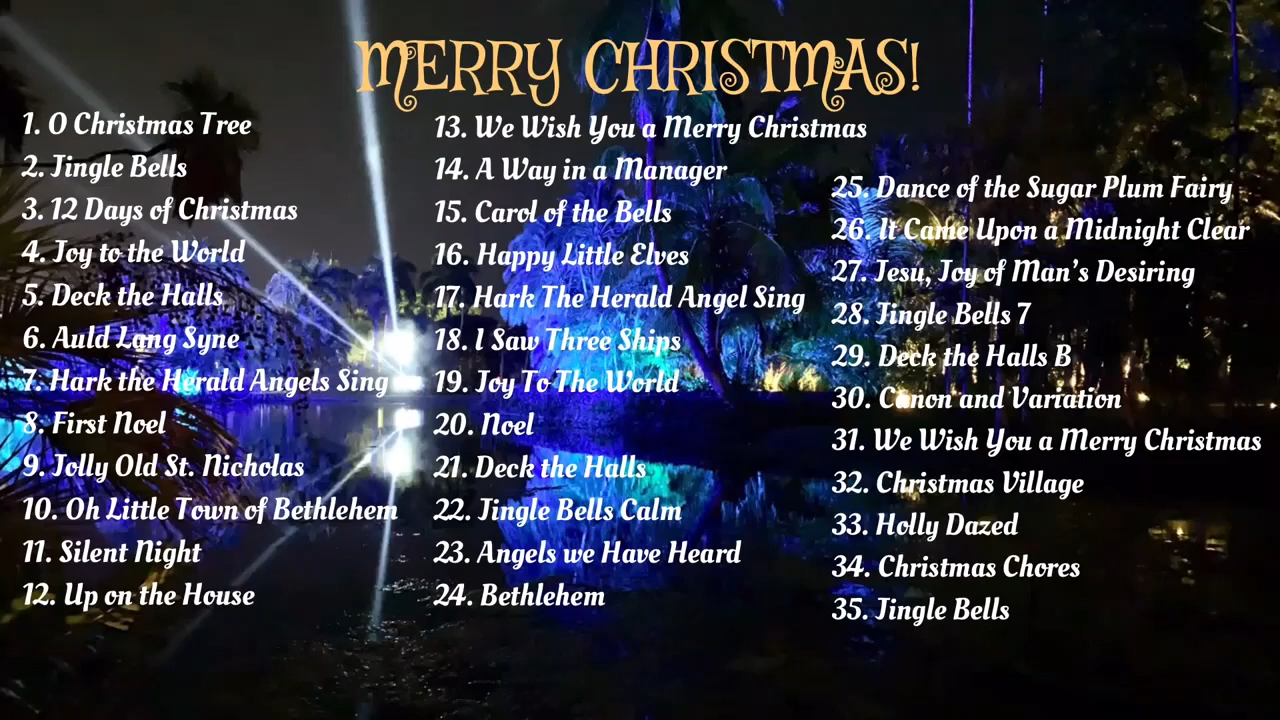 MERRY CHRISTMAS!
1. O Christmas Tree
2. Jingle Bells
3. 12 Days of Christmas
4. Joy to the World
5. Deck the Halls
6. Auld Lang Syne
7. Hark the Herald Angels Sing
8. First Noel
9. Jolly Old St. Nicholas
10. Oh Little Town of Bethlehem
11. Silent Night
12. Up on the House
13. We Wish You a Merry Christmas
14. A Way in a Manager
15. Carol of the Bells
16. Happy Little Elves
17. Hark The Herald Angel Sing
18. I Saw Three Ships
19. Joy To The World
20. Noel
21. Deck the Halls
22. Jingle Bells Calm
23. Angels we Have Heard
24. Bethlehem
25. Dance of the Sugar Plum Fairy
26. It Came Upon a Midnight Clear
27. Jesu, Joy of Man's Desiring
28. Jingle Bells 7
29. Deck the Halls B
30. Canon and Variation
31. We Wish You a Merry Christmas
32. Christmas Village
33. Holly Dazed
34. Christmas Chores
35. Jingle Bells